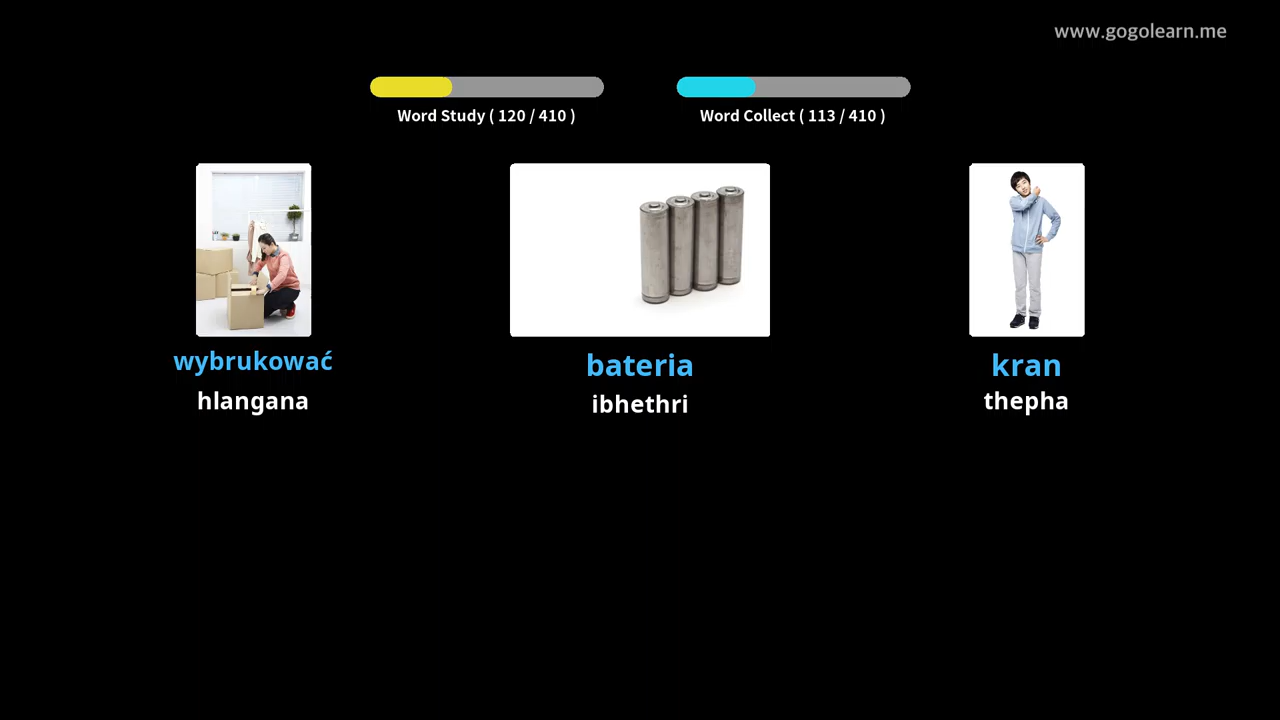 www.gogolearn.me
Word Study ( 120 / 410 )
Word Collect ( 113 / 410 )
wybrukować
bateria
kran
hlangana
ibhethri
thepha